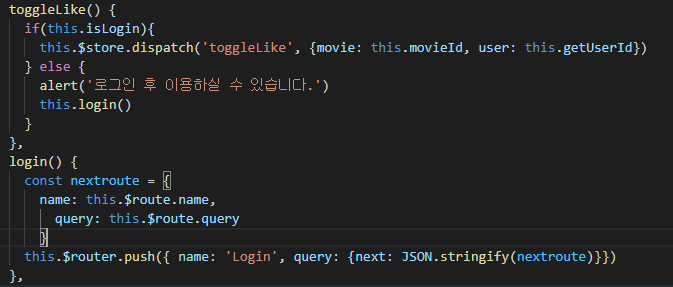 toggleLike() {
  if(this.isLogin){
    this.$store.dispatch('toggleLike', {movie: this.movieId, user: this.getUserId})
  } else {
    alert('로그인 후 이용하실 수 있습니다.')
    this.login()
  }
},
login() {
  const nextroute = {
    name: this.$route.name,
      query: this.$route.query
    }
  this.$router.push({ name: 'Login', query: {next: JSON.stringify(nextroute)}})
},